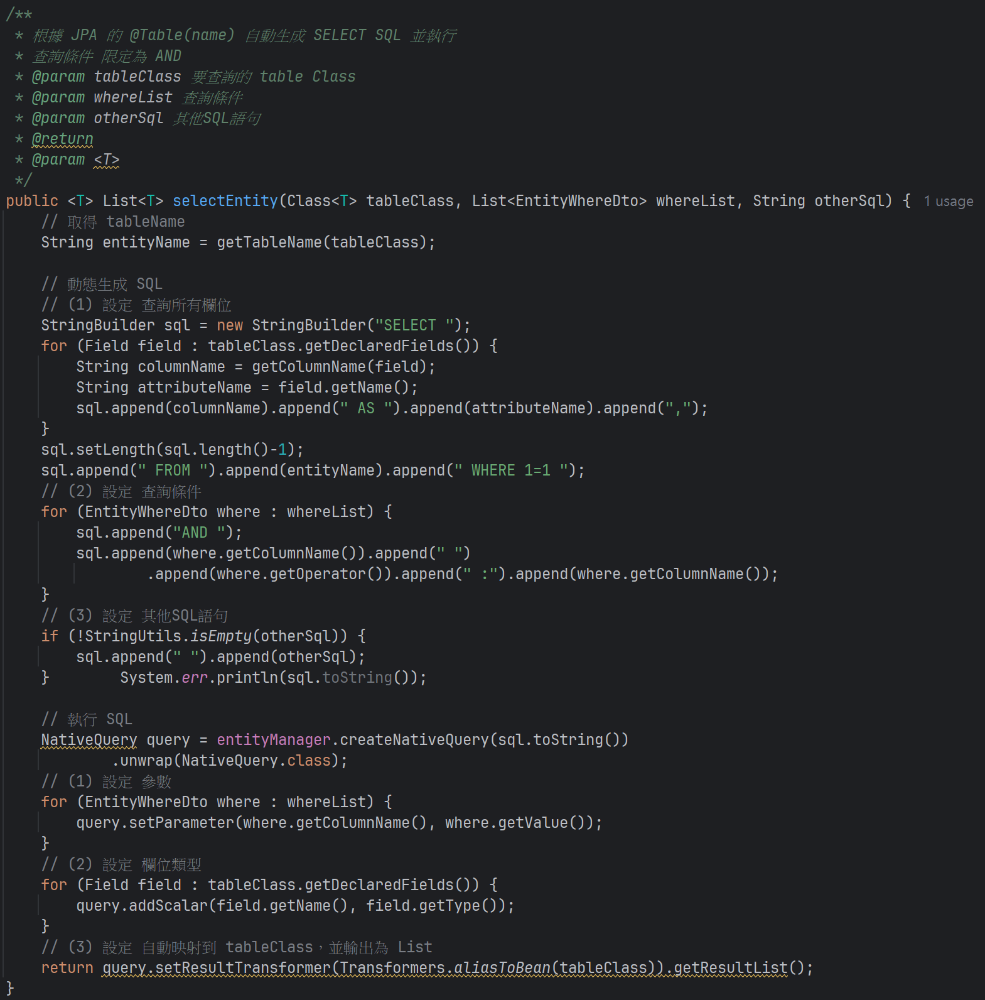 /**
 * 根據 JPA 的 @Table(name) 自動生成 SELECT SQL 並執行
 * 查詢條件 限定為 AND
 * @param tableClass 要查詢的 table Class
 * @param whereList 查詢條件
 * @param otherSql 其他SQL語句
 * @return
 * @param <T>
 */
public <T> List<T> selectEntity(Class<T> tableClass, List<EntityWhereDto> whereList, String otherSql) { 1 usage
    // 取得 tableName
    String entityName = getTableName(tableClass);

    // 動態生成 SQL
    // (1) 設定 查詢所有欄位
    StringBuilder sql = new StringBuilder("SELECT ");
    for (Field field : tableClass.getDeclaredFields()) {
        String columnName = getColumnName(field);
        String attributeName = field.getName();
        sql.append(columnName).append(" AS ").append(attributeName).append(",");
    }
    sql.setLength(sql.length()-1);
    sql.append(" FROM ").append(entityName).append(" WHERE 1=1 ");
    // (2) 設定 查詢條件
    for (EntityWhereDto where : whereList) {
        sql.append("AND ");
        sql.append(where.getColumnName()).append(" ")
                .append(where.getOperator()).append(" :").append(where.getColumnName());
    }
    // (3) 設定 其他SQL語句
    if (!StringUtils.isEmpty(otherSql)) {
        sql.append(" ").append(otherSql);
    }        System.err.println(sql.toString());

    // 執行 SQL
    NativeQuery query = entityManager.createNativeQuery(sql.toString())
            .unwrap(NativeQuery.class);
    // (1) 設定 參數
    for (EntityWhereDto where : whereList) {
        query.setParameter(where.getColumnName(), where.getValue());
    }
    // (2) 設定 欄位類型
    for (Field field : tableClass.getDeclaredFields()) {
        query.addScalar(field.getName(), field.getType());
    }
    // (3) 設定 自動映射到 tableClass，並輸出為 List
    return query.setResultTransformer(Transformers.aliasToBean(tableClass)).getResultList();
}